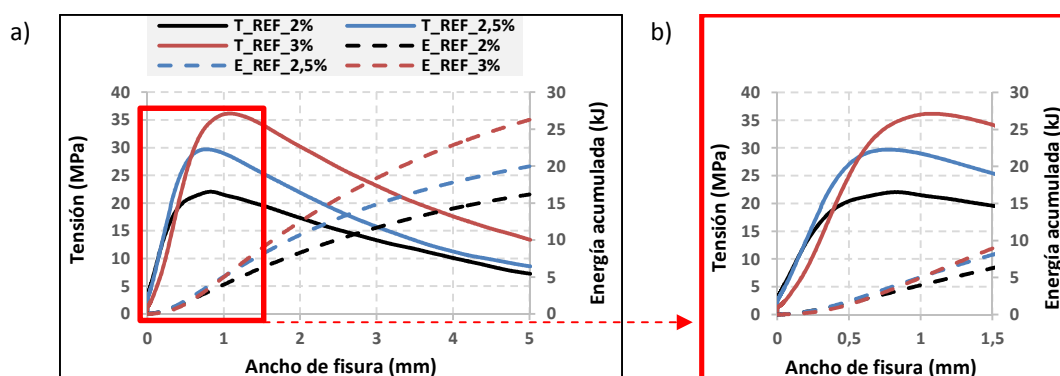 a)
T_REF_2% T_REF_2,5%
T_REF_3% E_REF_2%
E_REF_2,5% E_REF_3%
Tensión (MPa)
40
35
30
25
20
15
10
5
0
30
25
20
15
10
5
0
Energía acumulada (kJ)
0 1 2 3 4 5
Ancho de fisura (mm)
b)
Tensión (MPa)
40
35
30
25
20
15
10
5
0
30
25
20
15
10
5
0
Energía acumulada (kJ)
0 0,5 1 1,5
Ancho de fisura (mm)